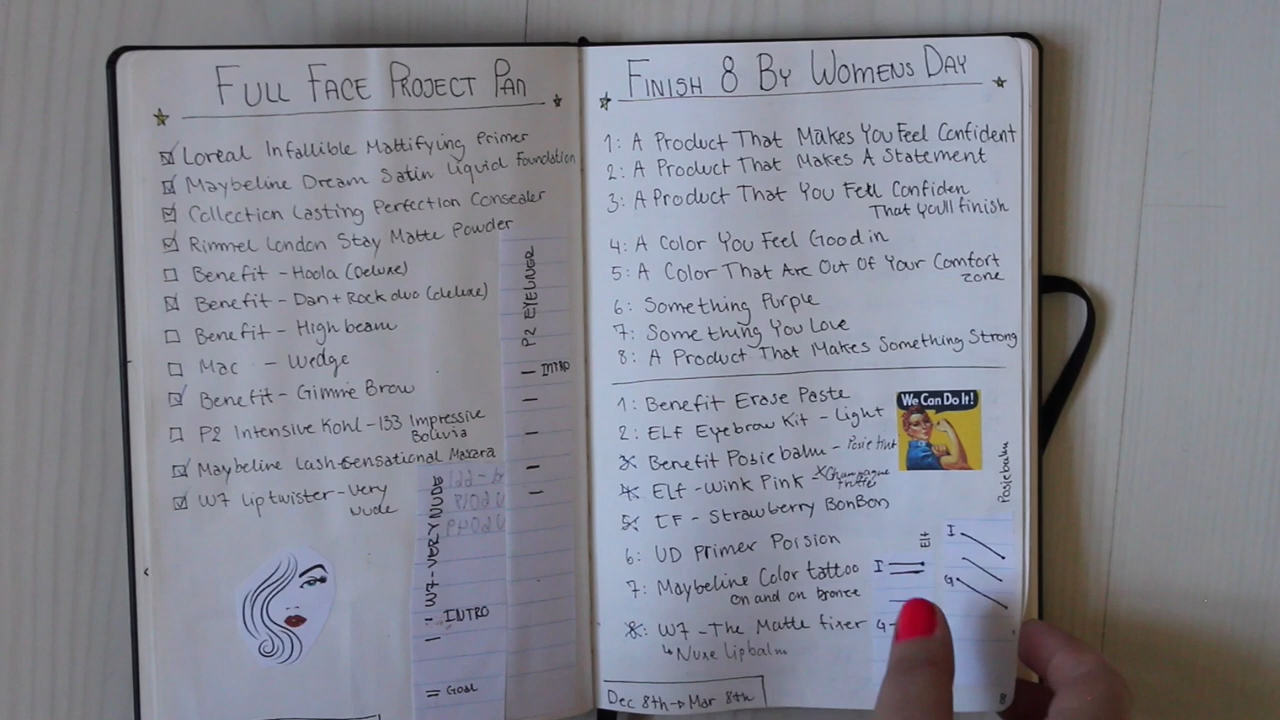 FULL FACE PROJECT PAN
Loreal Infallible Mattifying Primer
Maybeline Dream Satin Liquid Foundation
Collection Lasting Perfection Consealer
Rimmel London Stay Matte Powder
Benefit - Hoola (Deluxe)
Benefit - Dan + Rock duo (deluxe)
Benefit - High beam
Mac - Wedge
Benefit - Gimme Brow
P2 Intensive Kohl - 133 Impressive
Bolivia
Maybeline Lash Sensational Mascara
W7 Liptwister - Very
Nude
P2 EYELINER
INTRO
W7 - VERY NUDE
INTRO
= GOAL
FINISH 8 BY WOMENS DAY
1: A Product That Makes You Feel Confident
2: A Product That Makes A Statement
3: A Product That You Feel Confiden
That youll finish
4: A Color You Feel Good in
5: A Color That Are Out Of Your Comfort
zone
6: Something Purple
7: Something You Love
8: A Product That Makes Something Strong
1: Benefit Erase Paste
2: ELF Eyebrow Kit - Light
3: Benefit Posie balm - Posie tint
4: ELF - Wink Pink - Champagne
truffle
5: TF - Strawberry BonBon
6: UD Primer Porsion
7: Maybeline Color tattoo
on and on bronze
8: W7 - The Matte fixer
↳ Nuxe Lipbalm
We Can Do It!
Posiebalm
Elf
I
G-
I
G-
Dec 8th → Mar 8th
8